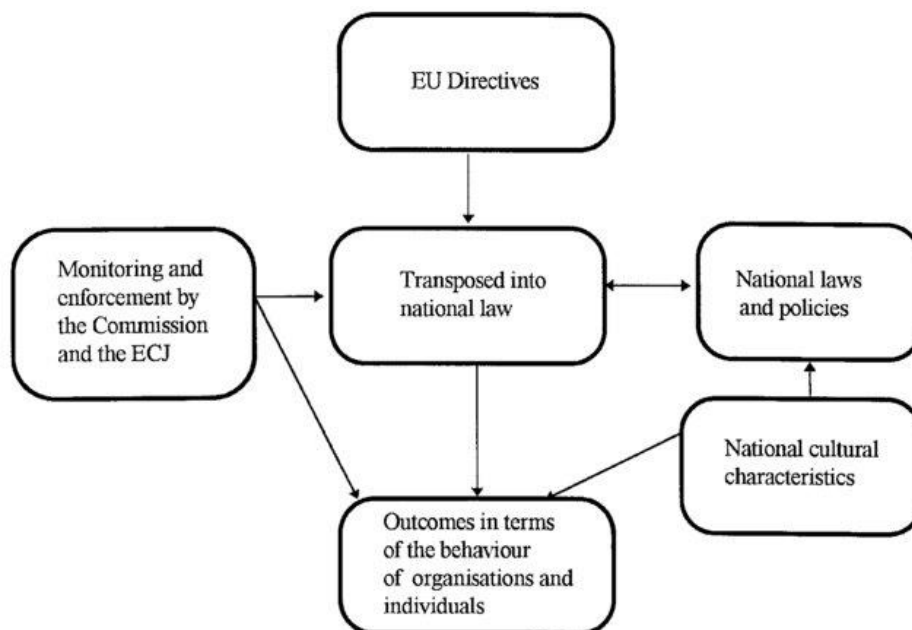 EU Directives
Monitoring and
enforcement by
the Commission
and the ECJ
Transposed into
national law
National laws
and policies
National cultural
characteristics
Outcomes in terms
of the behaviour
of organisations and
individuals